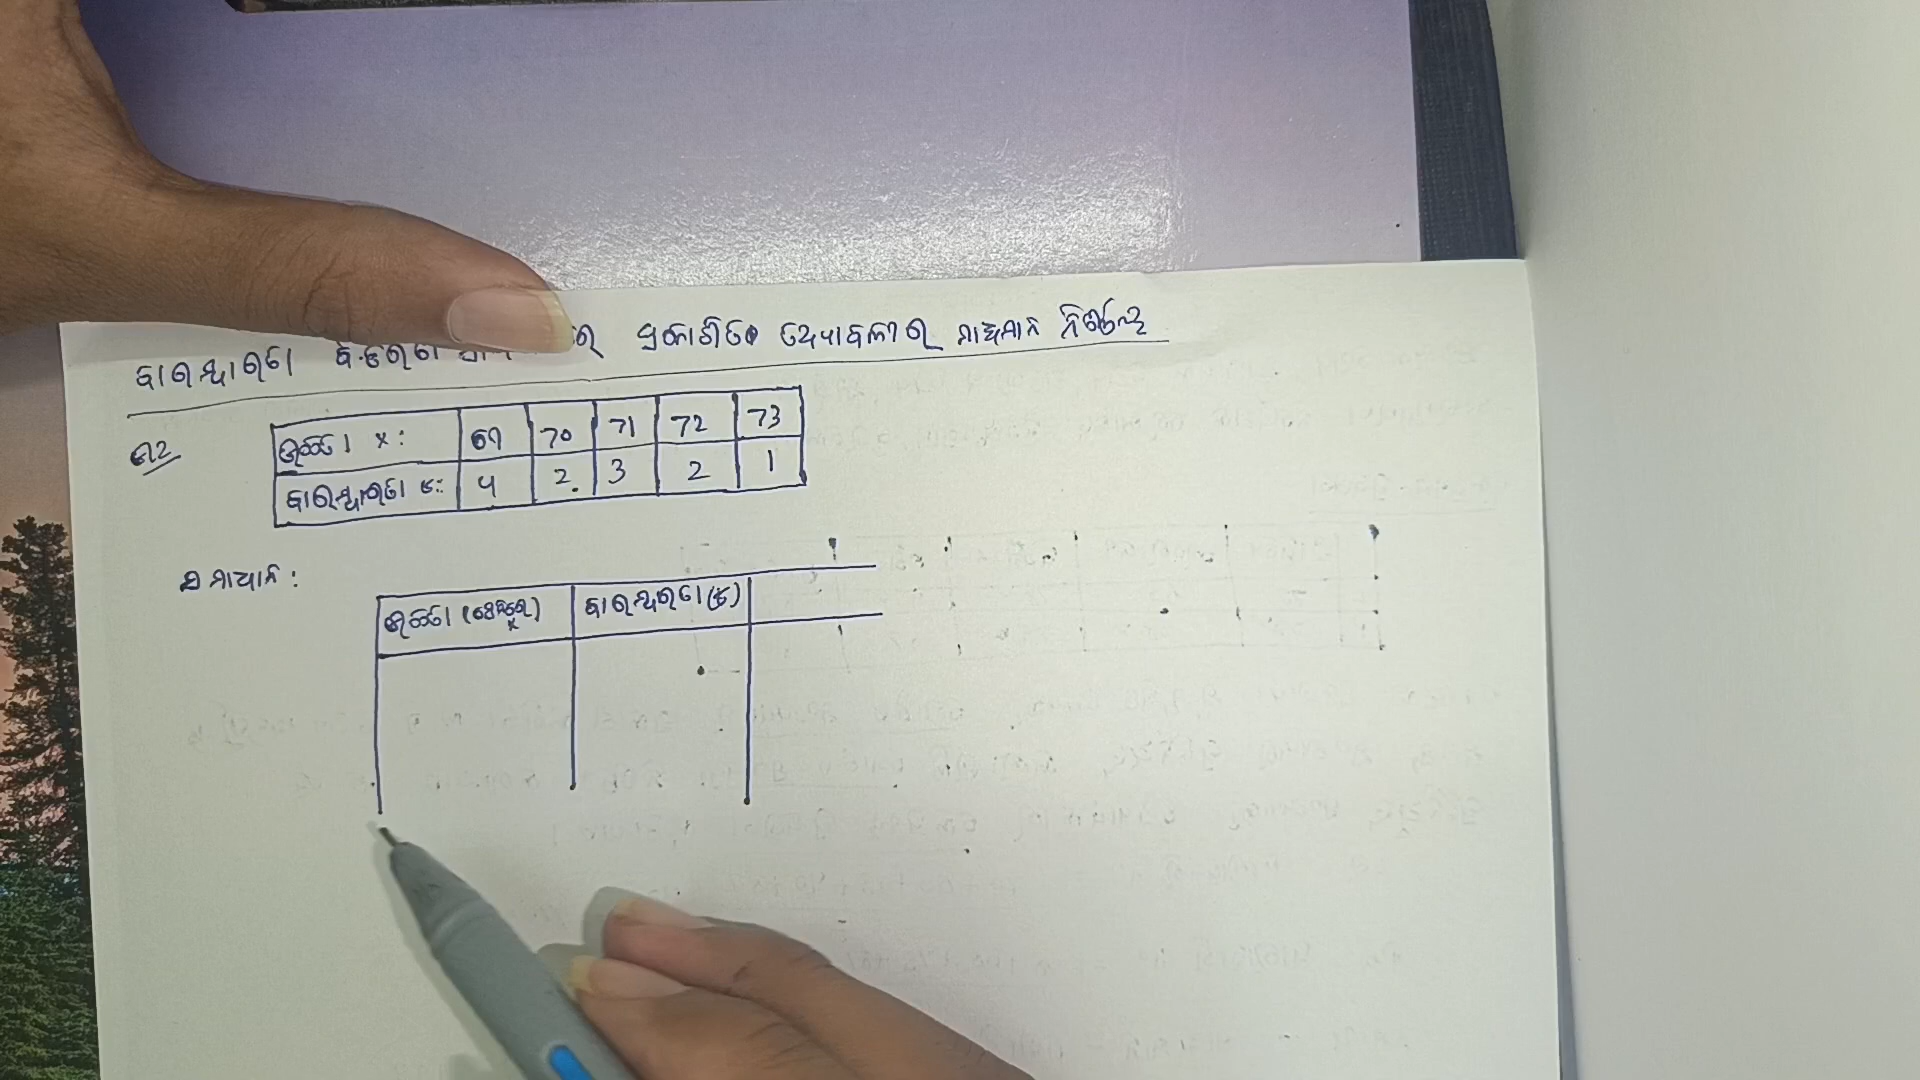 ବାରମ୍ବାରତା ବିତରଣ ରେ ପ୍ରକାଶିତ ତଥ୍ୟାବଳୀର ମାଧ୍ୟମାନ ନିର୍ଣ୍ଣୟ
ଉଚ୍ଚତା x: 69 70 71 72 73
ବାରମ୍ବାରତା f: 4 2 3 2 1
ସମାଧାନ:
ଉଚ୍ଚତା (ସେ.ମି.ରେ) x ବାରମ୍ବାରତା (f)